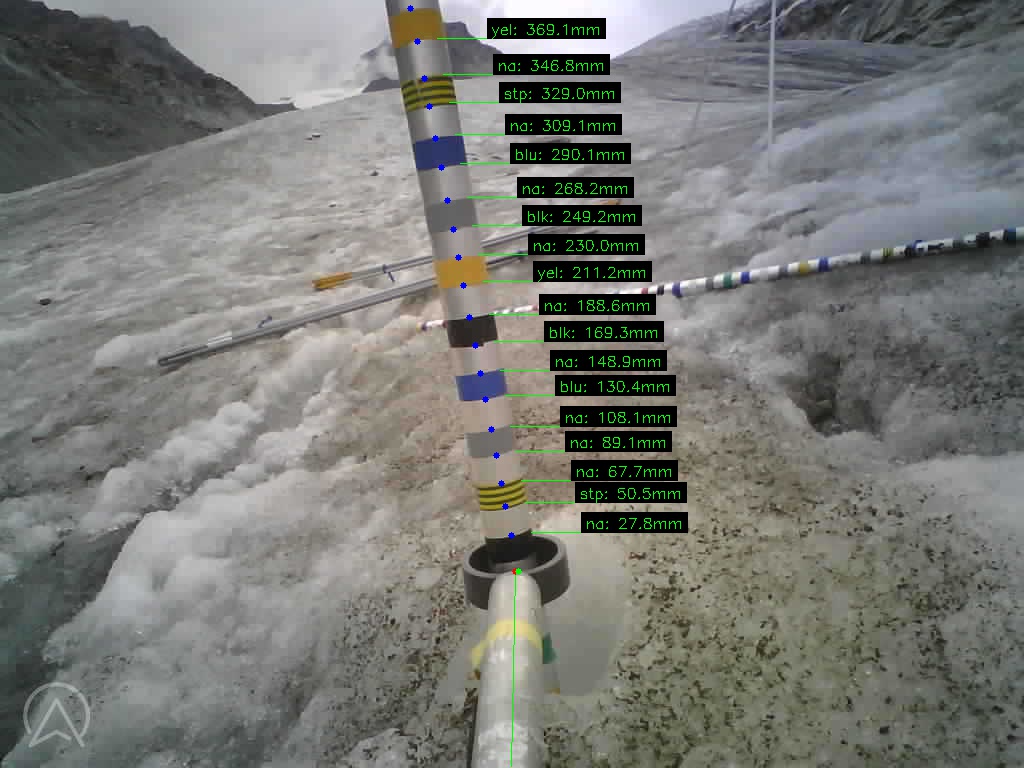 yel: 369.1mm
na: 346.8mm
stp: 329.0mm
na: 309.1mm
blu: 290.1mm
na: 268.2mm
blk: 249.2mm
na: 230.0mm
yel: 211.2mm
na: 188.6mm
blk: 169.3mm
na: 148.9mm
blu: 130.4mm
na: 108.1mm
na: 89.1mm
na: 67.7mm
stp: 50.5mm
na: 27.8mm